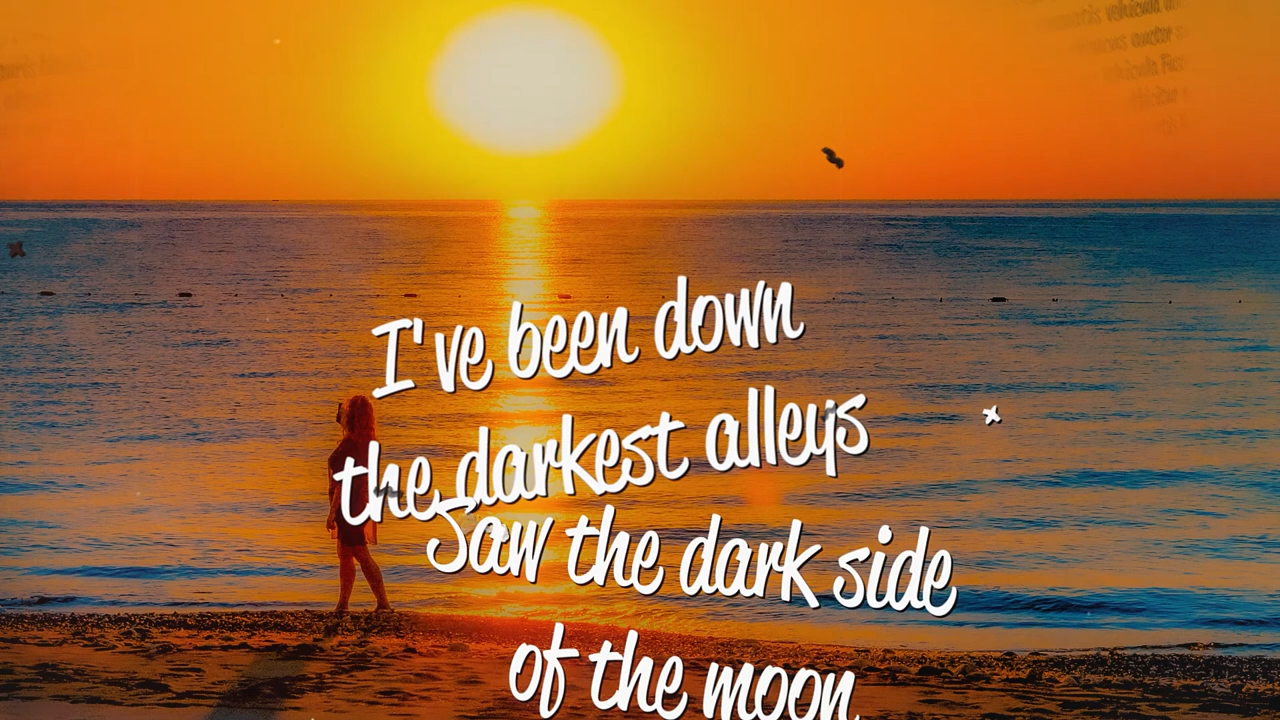 I've been down
the darkest alleys
Saw the dark side
of the moon